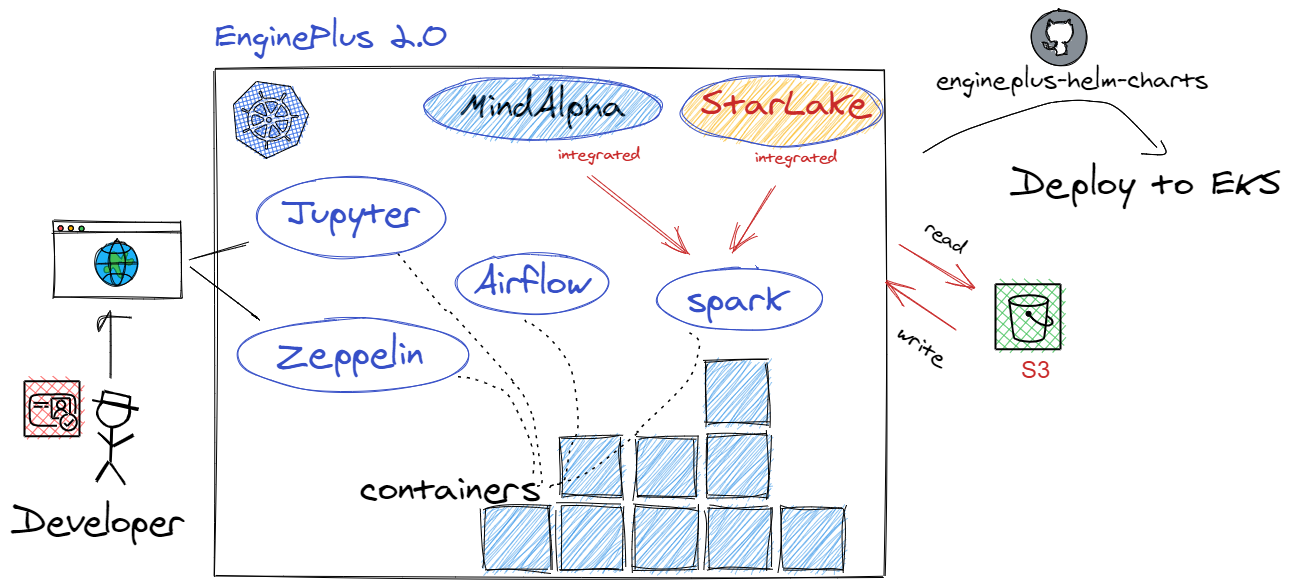 EnginePlus 2.0
engineplus-helm-charts
MindAlpha
StarLake
integrated
integrated
Deploy to EKS
Jupyter
read
Airflow
spark
write
Zeppelin
S3
containers
Developer